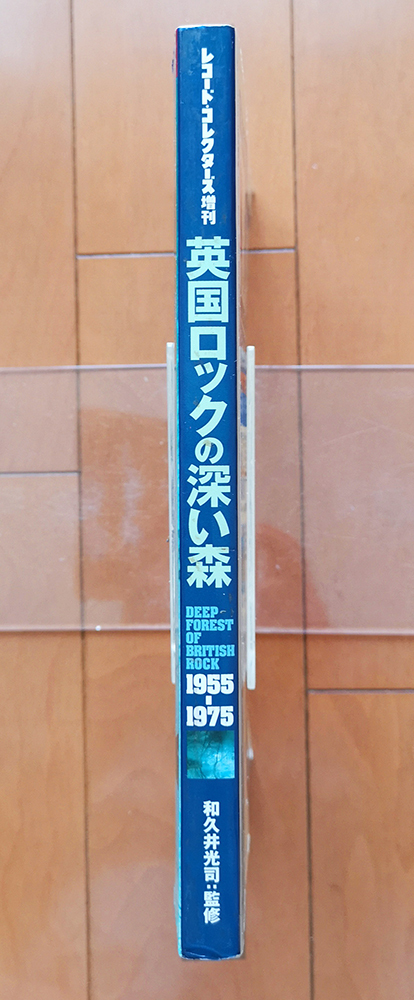 レコード・コレクターズ増刊
英国ロックの深い森
DEEP
FOREST
OF
BRITISH
ROCK
1955-
1975
和久井光司:監修